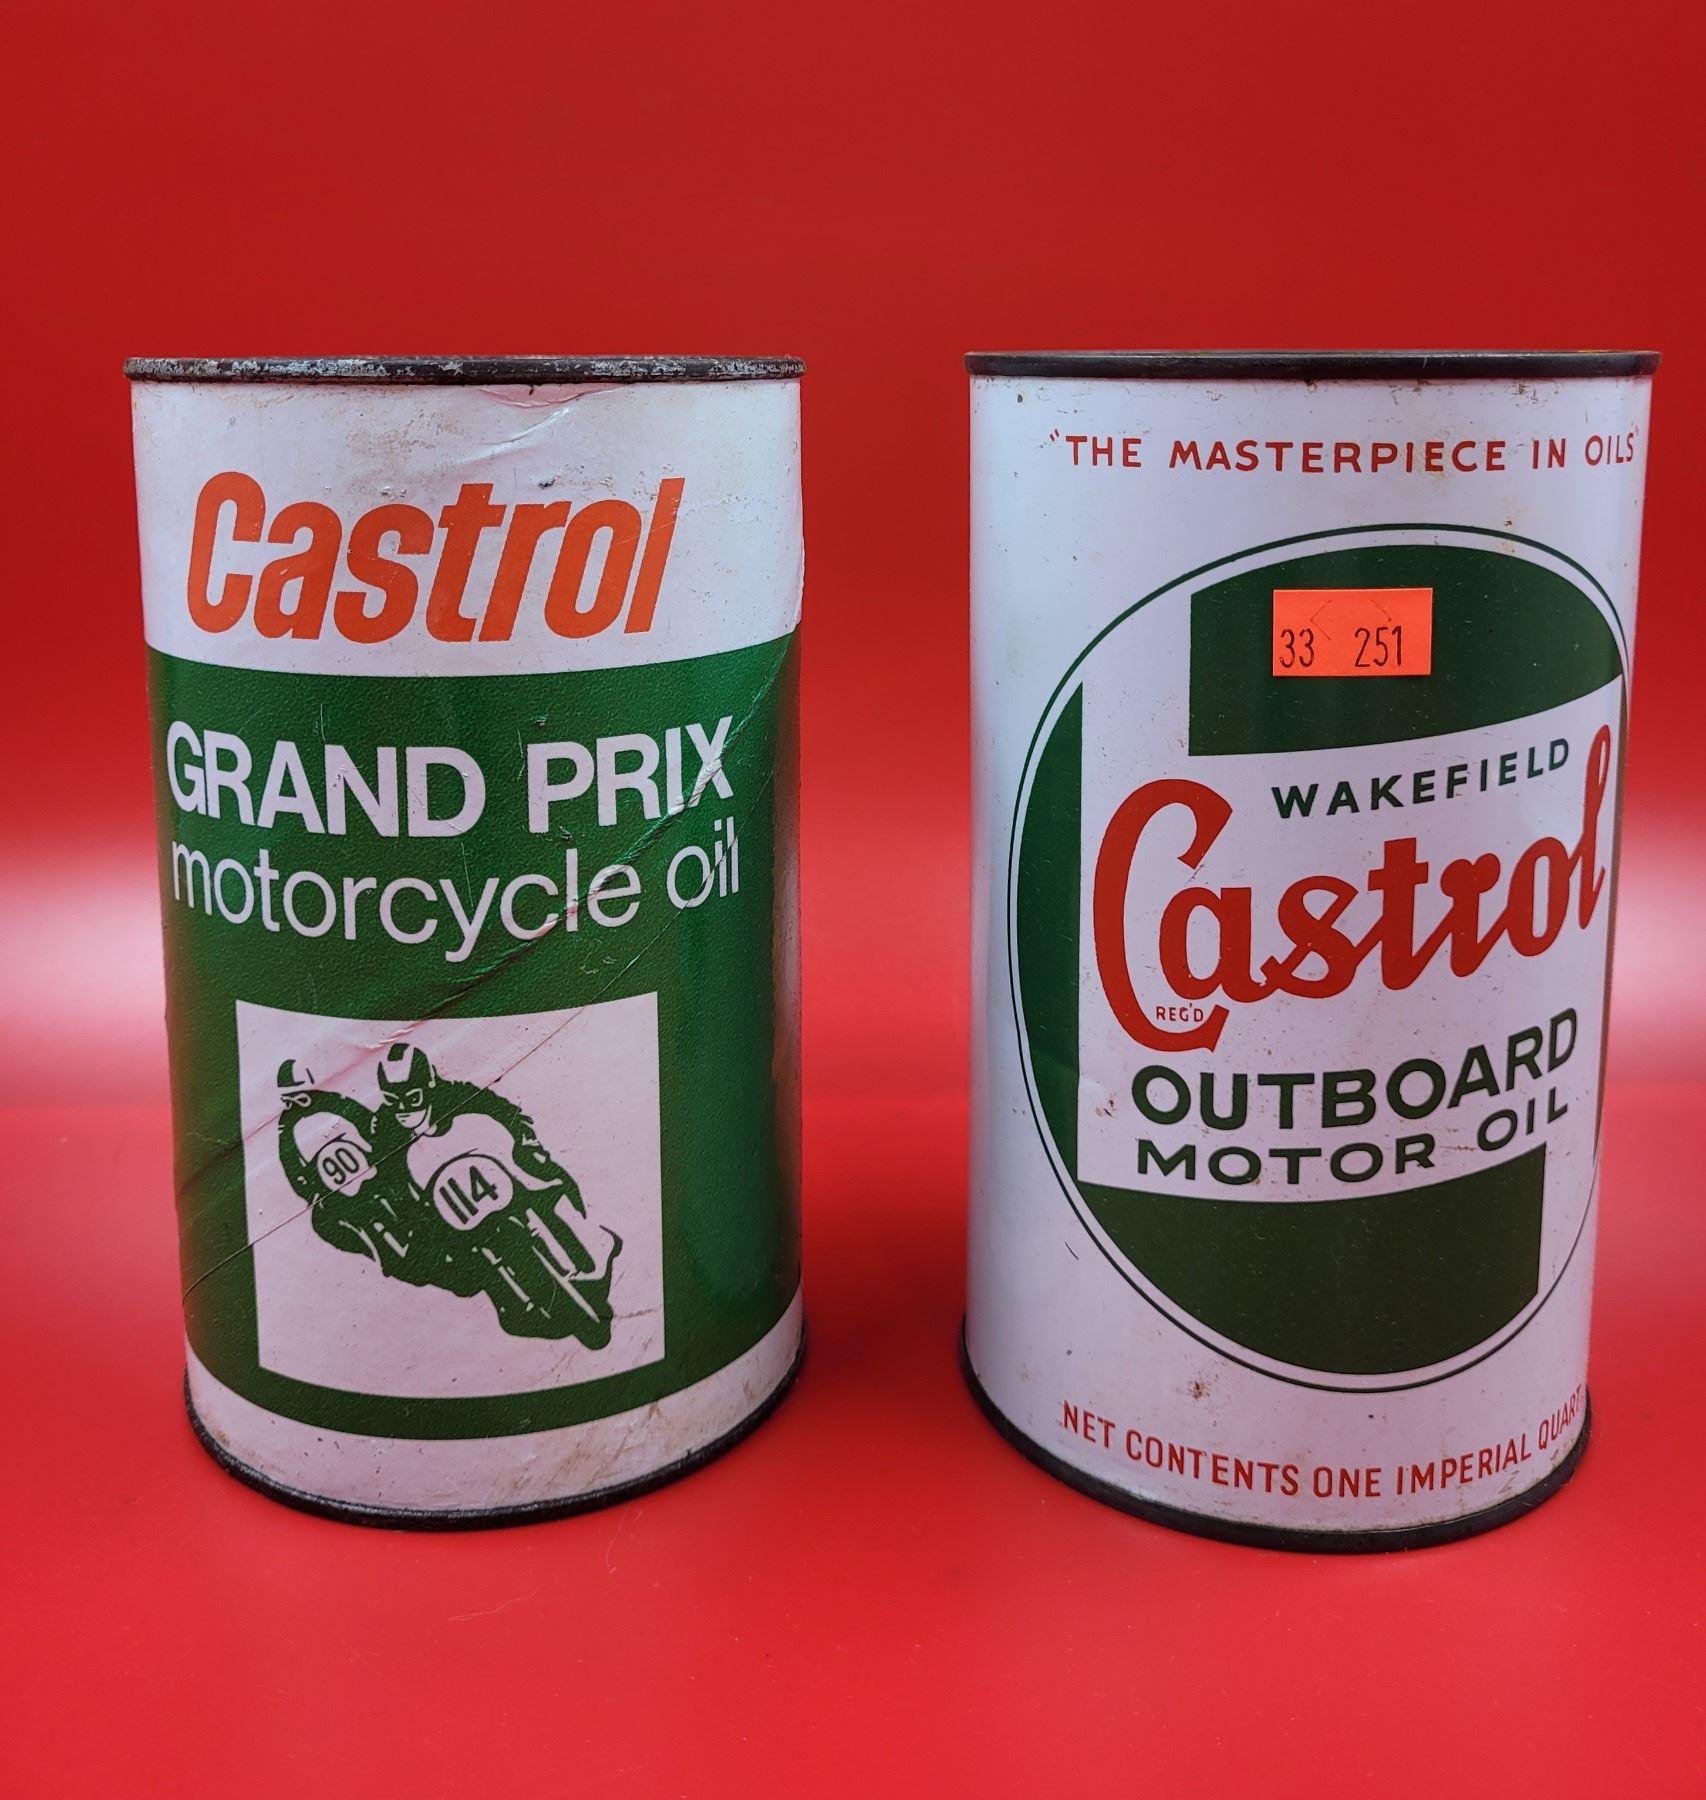 Castrol
GRAND PRIX
motorcycle oil
90
114
"THE MASTERPIECE IN OILS"
33 251
WAKEFIELD
Castrol
REG'D
OUTBOARD
MOTOR OIL
NET CONTENTS ONE IMPERIAL QUART